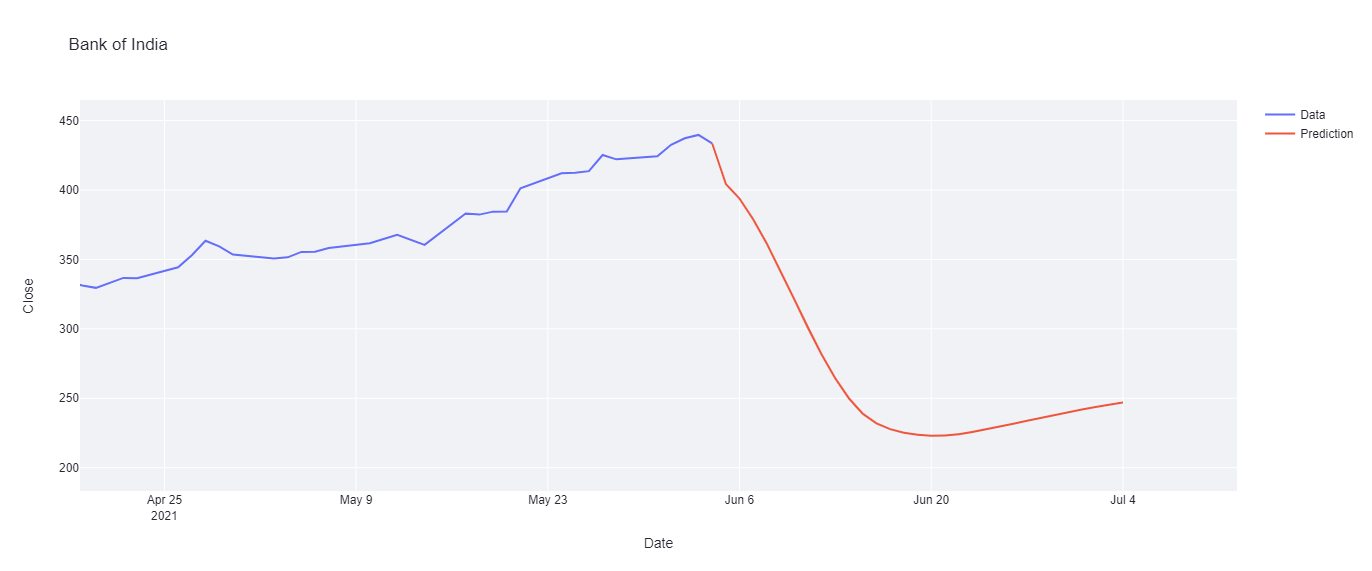 Bank of India
Data
Prediction
Close
450
400
350
300
250
200
Apr 25
2021
May 9
May 23
Jun 6
Jun 20
Jul 4
Date